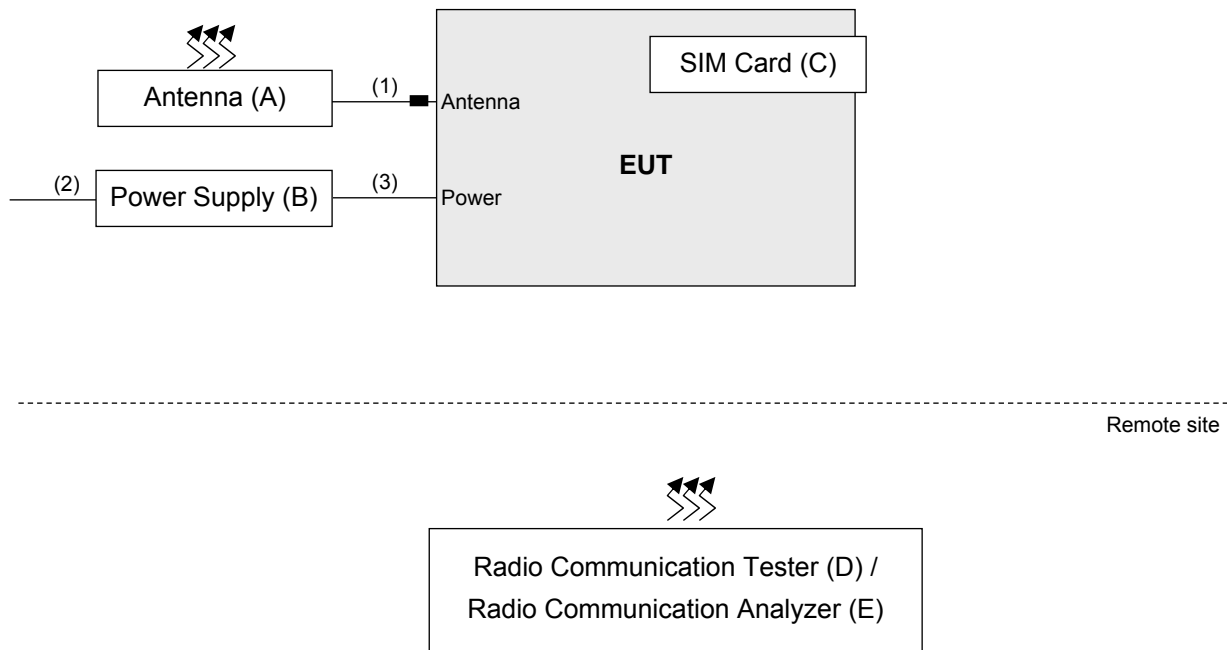 SIM Card (C)
Antenna (A)
(1)
Antenna
EUT
(2)
Power Supply (B)
(3)
Power
Remote site
Radio Communication Tester (D) /
Radio Communication Analyzer (E)